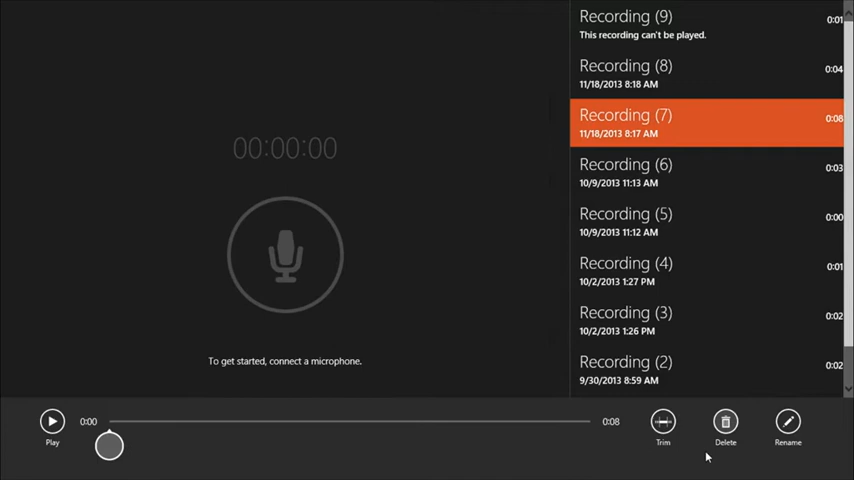 Recording (9) 0:01
This recording can't be played.
Recording (8) 0:04
11/18/2013 8:18 AM
Recording (7) 0:08
11/18/2013 8:17 AM
Recording (6) 0:03
10/9/2013 11:13 AM
Recording (5) 0:00
10/9/2013 11:12 AM
Recording (4) 0:01
10/2/2013 1:27 PM
Recording (3) 0:02
10/2/2013 1:26 PM
Recording (2) 0:02
9/30/2013 8:59 AM
00:00:00
To get started, connect a microphone.
0:00 0:08
Play Trim Delete Rename